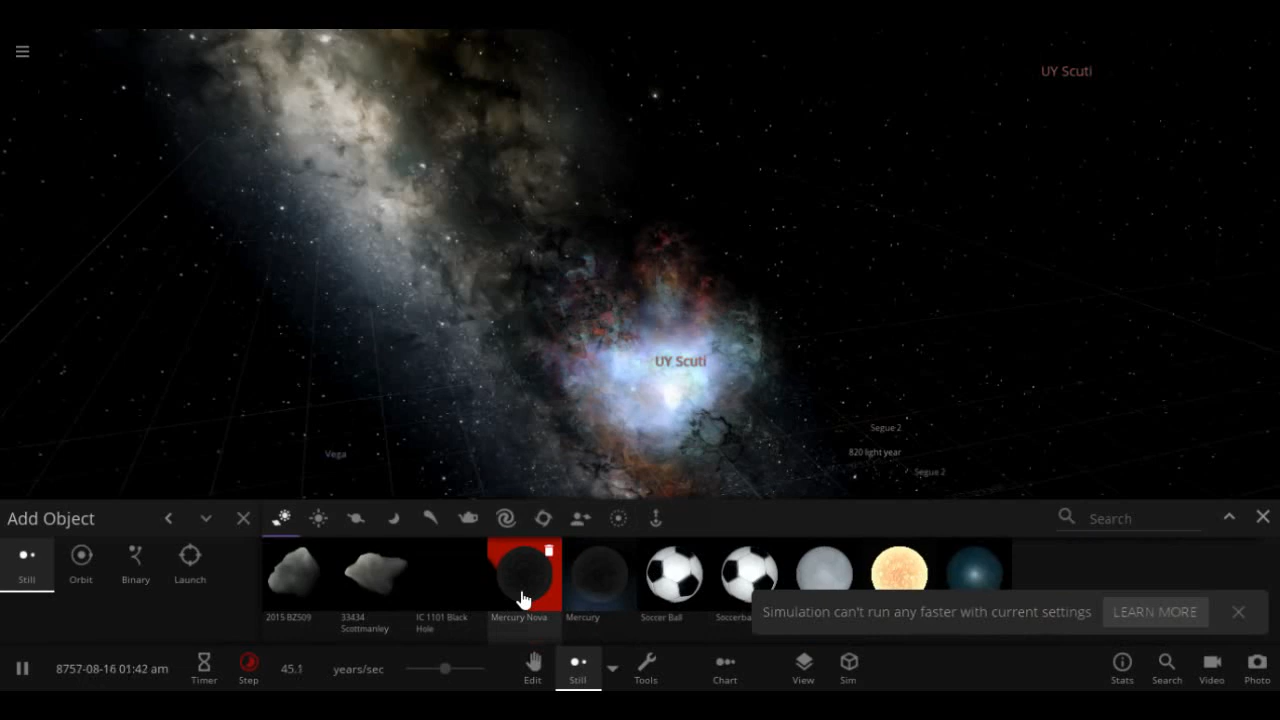 UY Scuti
UY Scuti
Segue 2
Vega
820 light year
Segue 2
Add Object
Search
Still
Orbit
Binary
Launch
2015 BZ509
33434 Scottmanley
IC 1101 Black Hole
Mercury Nova
Mercury
Soccer Ball
Soccerba
Simulation can't run any faster with current settings
LEARN MORE
8757-08-16 01:42 am
Timer
Step
45.1
years/sec
Edit
Still
Tools
Chart
View
Sim
Stats
Search
Video
Photo